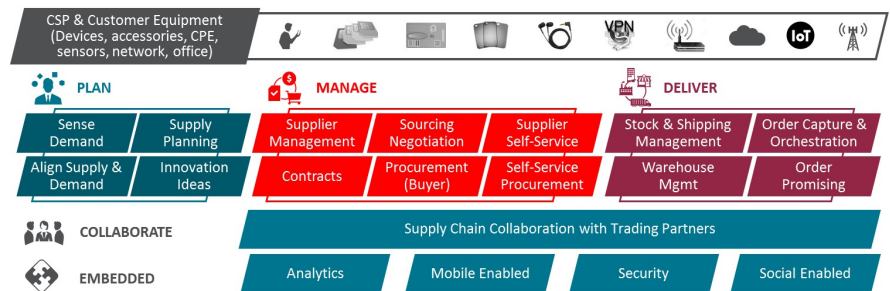 CSP & Customer Equipment
(Devices, accessories, CPE,
sensors, network, office)
VPN
IoT
PLAN
MANAGE
DELIVER
Sense
Demand
Supply
Planning
Supplier
Management
Sourcing
Negotiation
Supplier
Self-Service
Stock & Shipping
Management
Order Capture &
Orchestration
Align Supply &
Demand
Innovation
Ideas
Contracts
Procurement
(Buyer)
Self-Service
Procurement
Warehouse
Mgmt
Order
Promising
COLLABORATE
Supply Chain Collaboration with Trading Partners
EMBEDDED
Analytics
Mobile Enabled
Security
Social Enabled